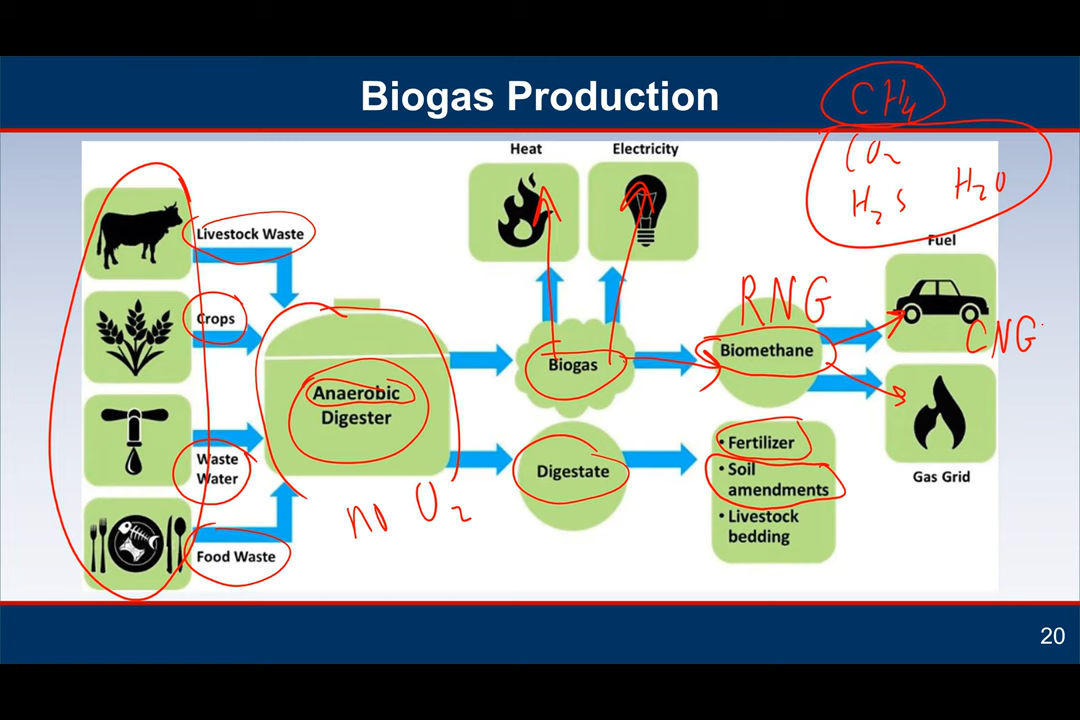 Biogas Production
CH4
CO2
H2S
H2O
Heat
Electricity
Livestock Waste
Crops
Waste
Water
Food Waste
Anaerobic
Digester
no O2
Biogas
Digestate
RNG
Biomethane
Fuel
CNG
Gas Grid
• Fertilizer
• Soil
amendments
• Livestock
bedding
20